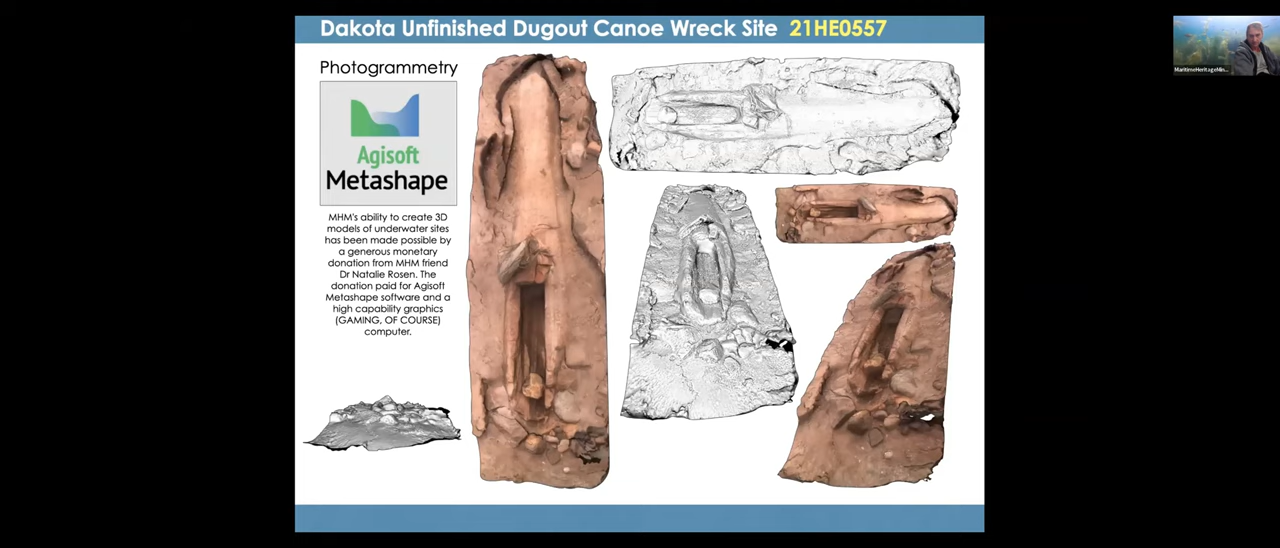 Dakota Unfinished Dugout Canoe Wreck Site 21HE0557
Photogrammetry
Agisoft
Metashape
MHM's ability to create 3D
models of underwater sites
has been made possible by
a generous monetary
donation from MHM friend
Dr Natalie Rosen. The
donation paid for Agisoft
Metashape software and a
high capability graphics
(GAMING, OF COURSE)
computer.
MaritimeHeritageMin...